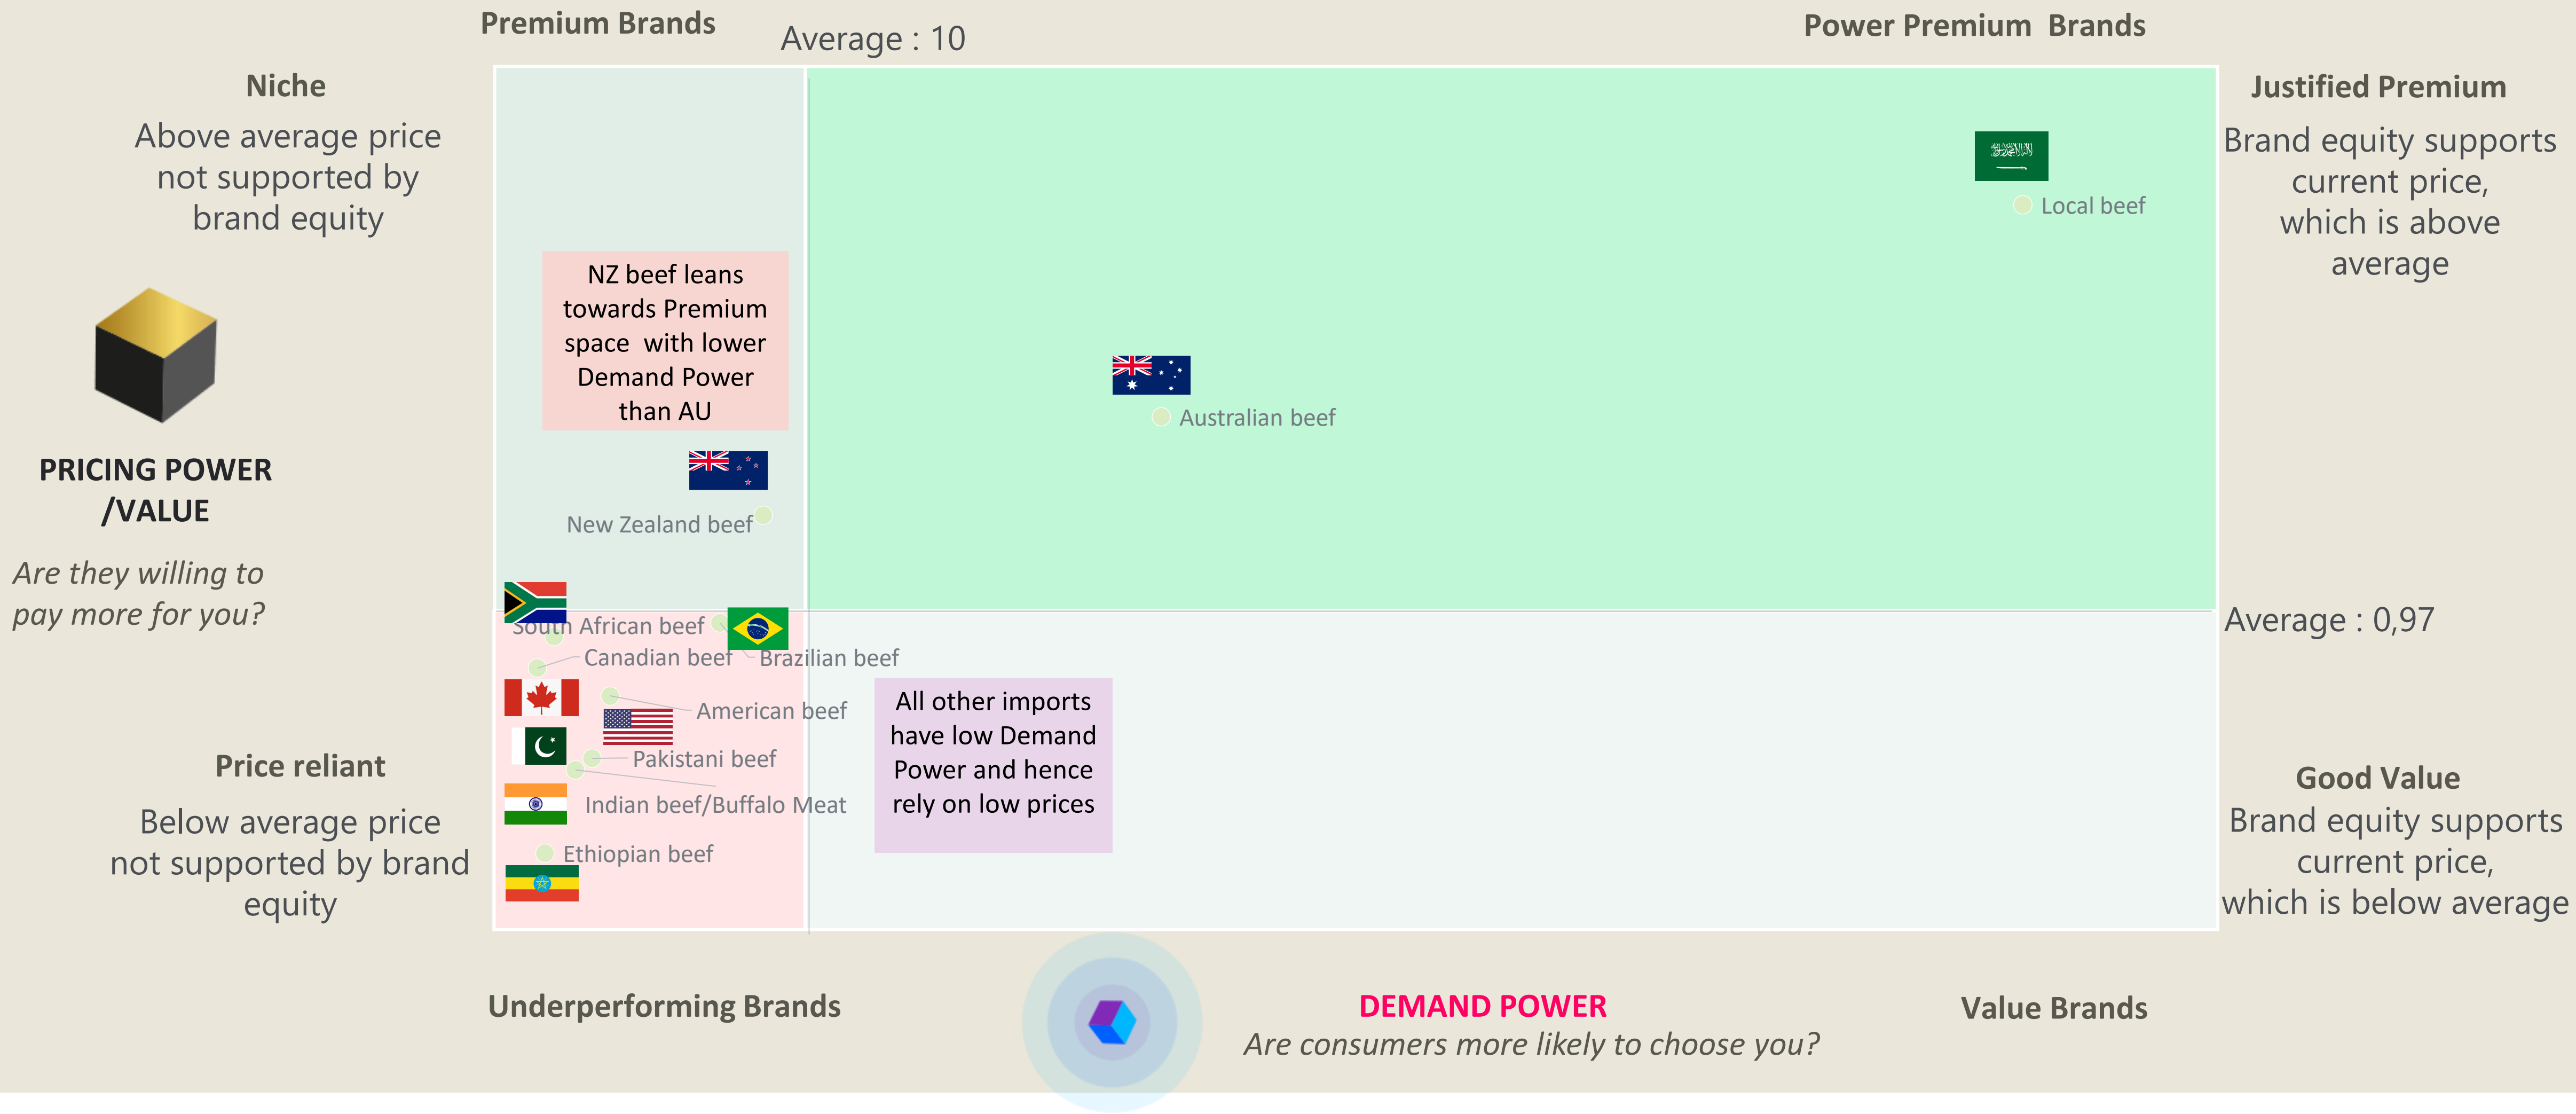 Premium Brands
Average : 10
Power Premium  Brands
Niche
Above average price
not supported by
brand equity
Justified Premium
Brand equity supports
current price,
which is above
average
Local beef
NZ beef leans
towards Premium
space  with lower
Demand Power
than AU
Australian beef
New Zealand beef
PRICING POWER
/VALUE
Are they willing to
pay more for you?
South African beef
Average : 0,97
Canadian beef
Brazilian beef
American beef
All other imports
have low Demand
Power and hence
rely on low prices
Pakistani beef
Indian beef/Buffalo Meat
Ethiopian beef
Price reliant
Below average price
not supported by brand
equity
Good Value
Brand equity supports
current price,
which is below average
Underperforming Brands
DEMAND POWER
Are consumers more likely to choose you?
Value Brands